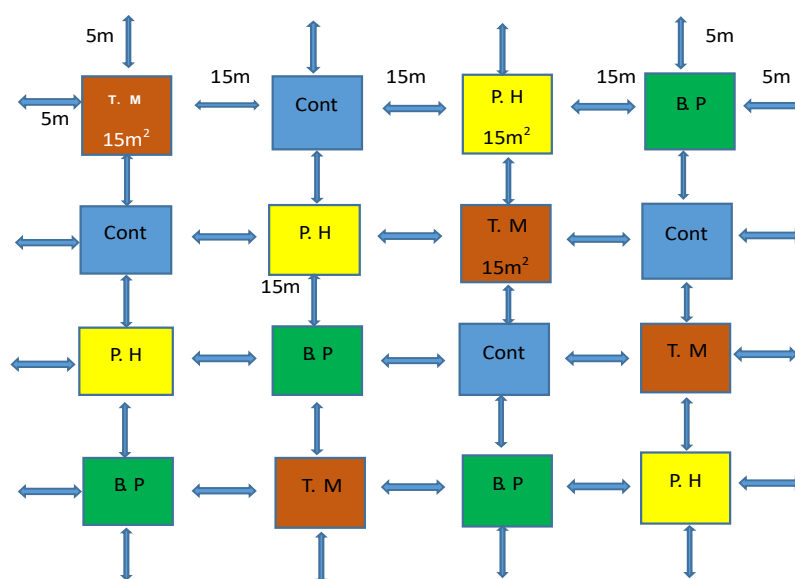 5m 5m
15m 15m 15m 5m
T. M Cont P. H B. P
5m 15m² 15m²
Cont P. H T. M Cont
15m²
15m
P. H B. P Cont T. M
B. P T. M B. P P. H